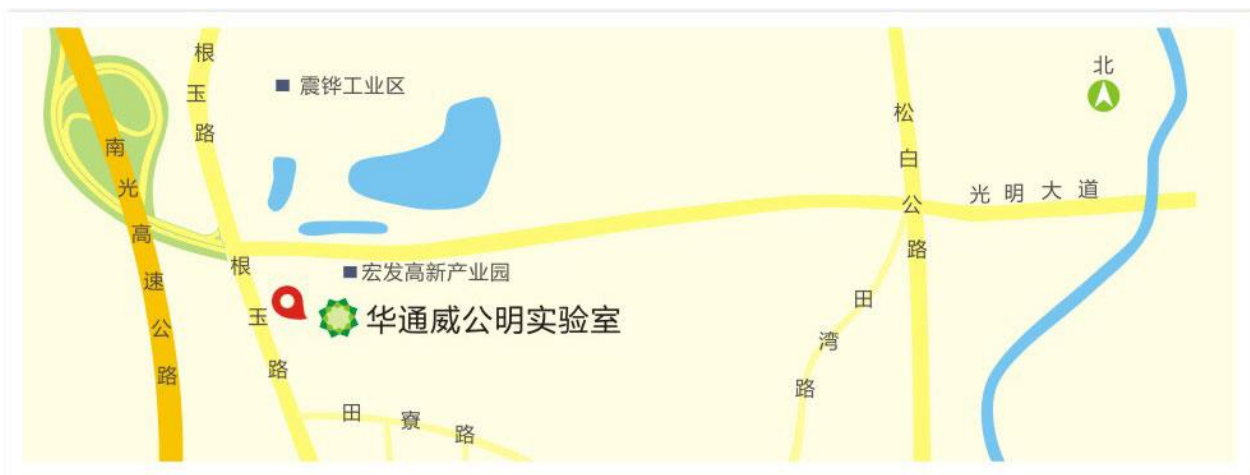 根玉路
震铧工业区
北
南光高速公路
松白公路
光明大道
根玉路
宏发高新产业园
华通威公明实验室
田湾路
田寮路